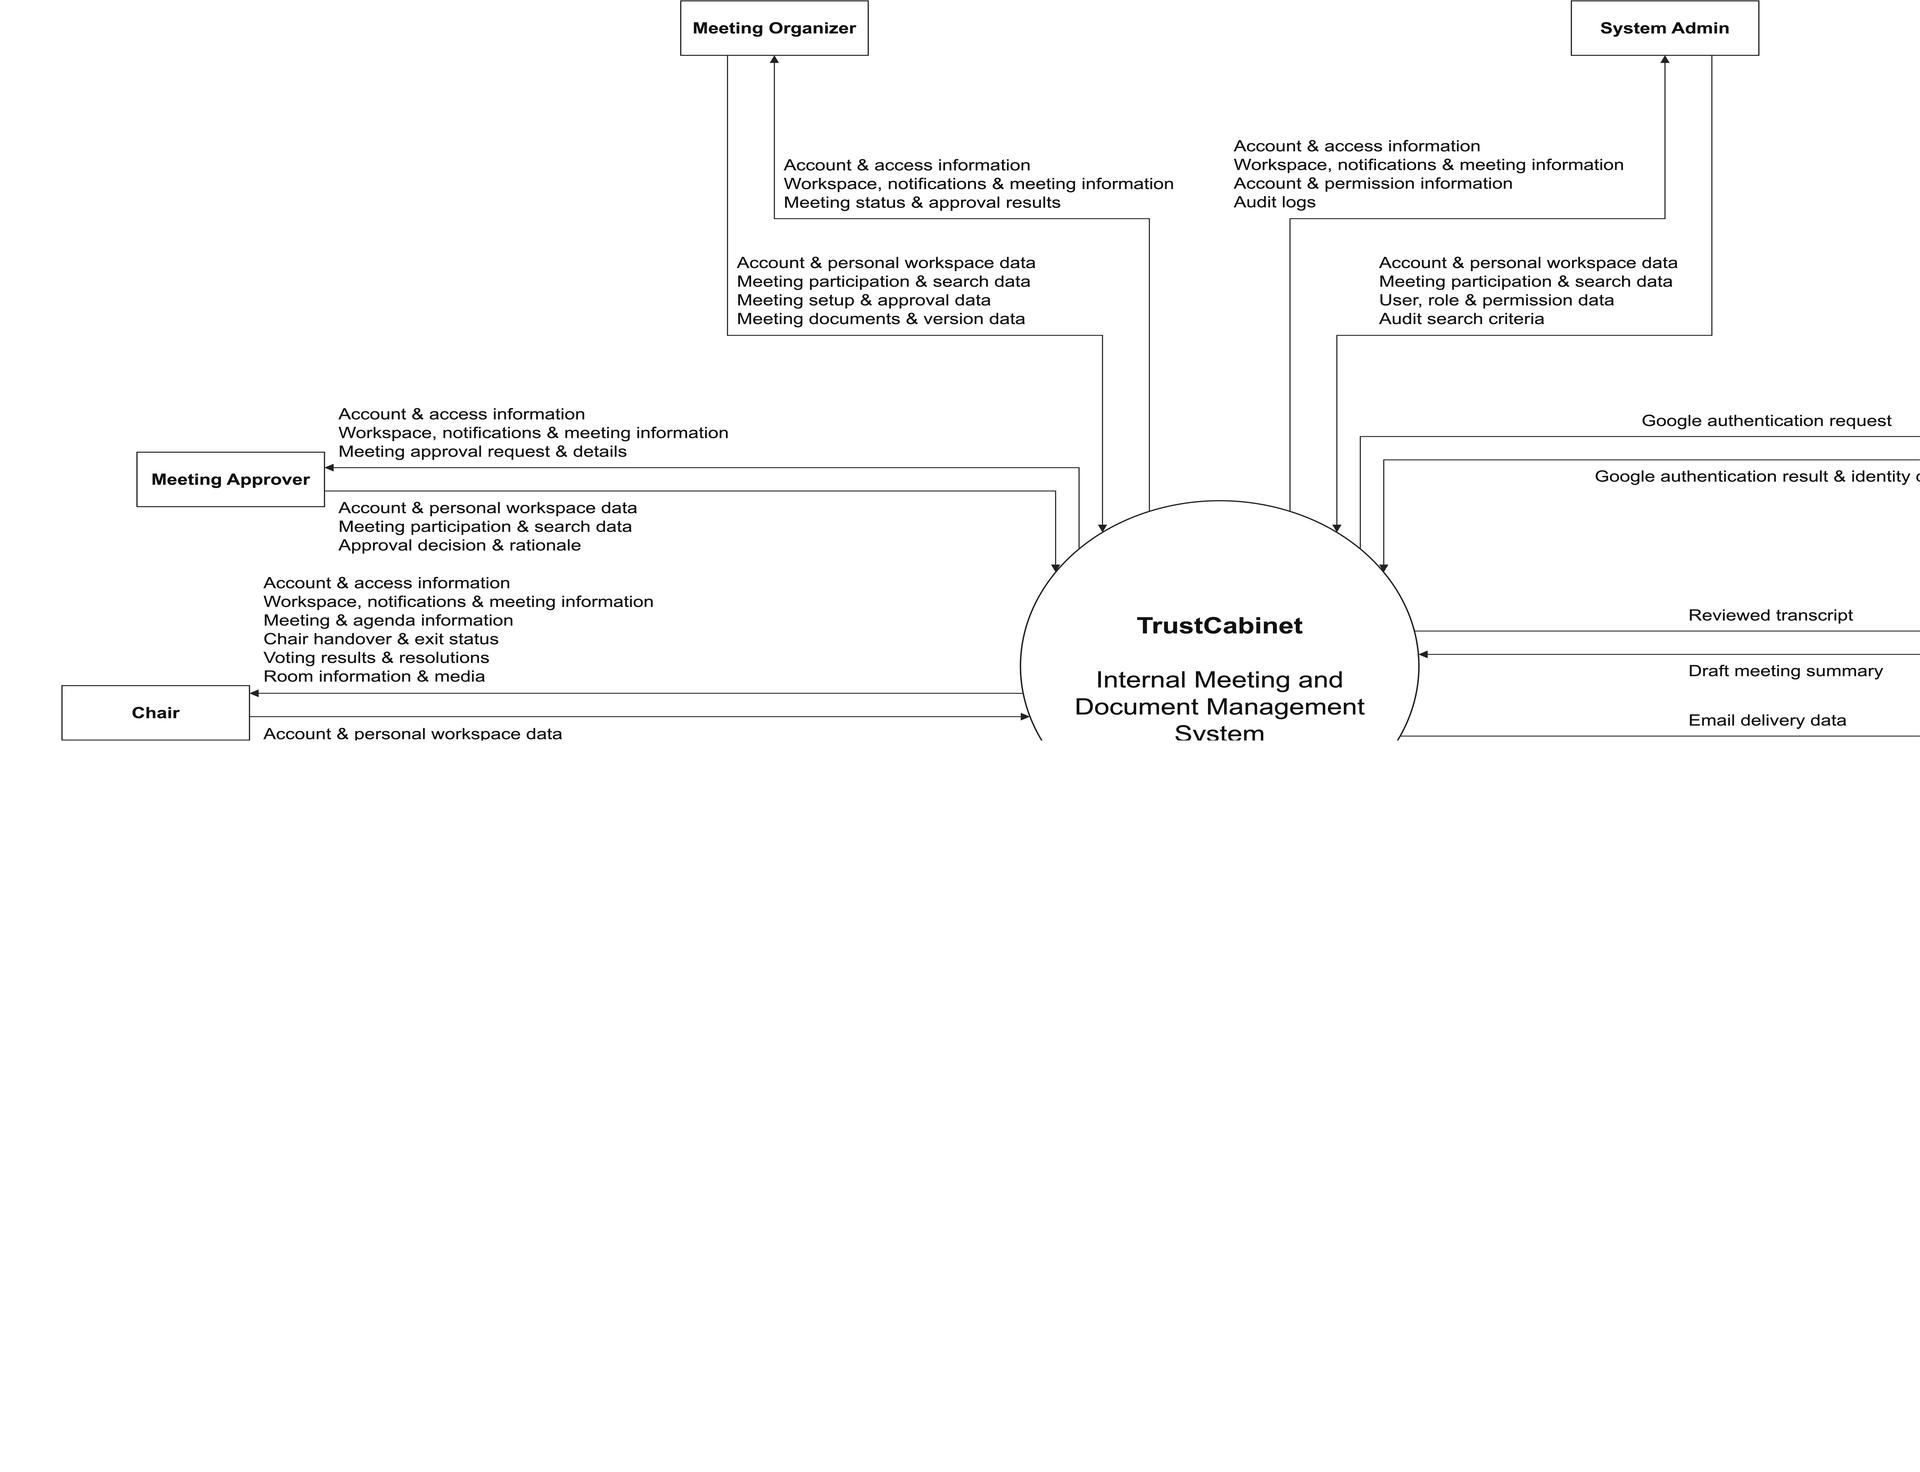 Meeting Organizer
System Admin
Account & access information
Workspace, notifications & meeting information
Meeting status & approval results
Account & access information
Workspace, notifications & meeting information
Account & permission information
Audit logs
Account & personal workspace data
Meeting participation & search data
Meeting setup & approval data
Meeting documents & version data
Account & personal workspace data
Meeting participation & search data
User, role & permission data
Audit search criteria
Account & access information
Workspace, notifications & meeting information
Meeting approval request & details
Meeting Approver
Account & personal workspace data
Meeting participation & search data
Approval decision & rationale
Google authentication request
Google authentication result & identity
Account & access information
Workspace, notifications & meeting information
Meeting & agenda information
Chair handover & exit status
Voting results & resolutions
Room information & media
Chair
Account & personal workspace data
TrustCabinet
Internal Meeting and
Document Management
System
Reviewed transcript
Draft meeting summary
Email delivery data